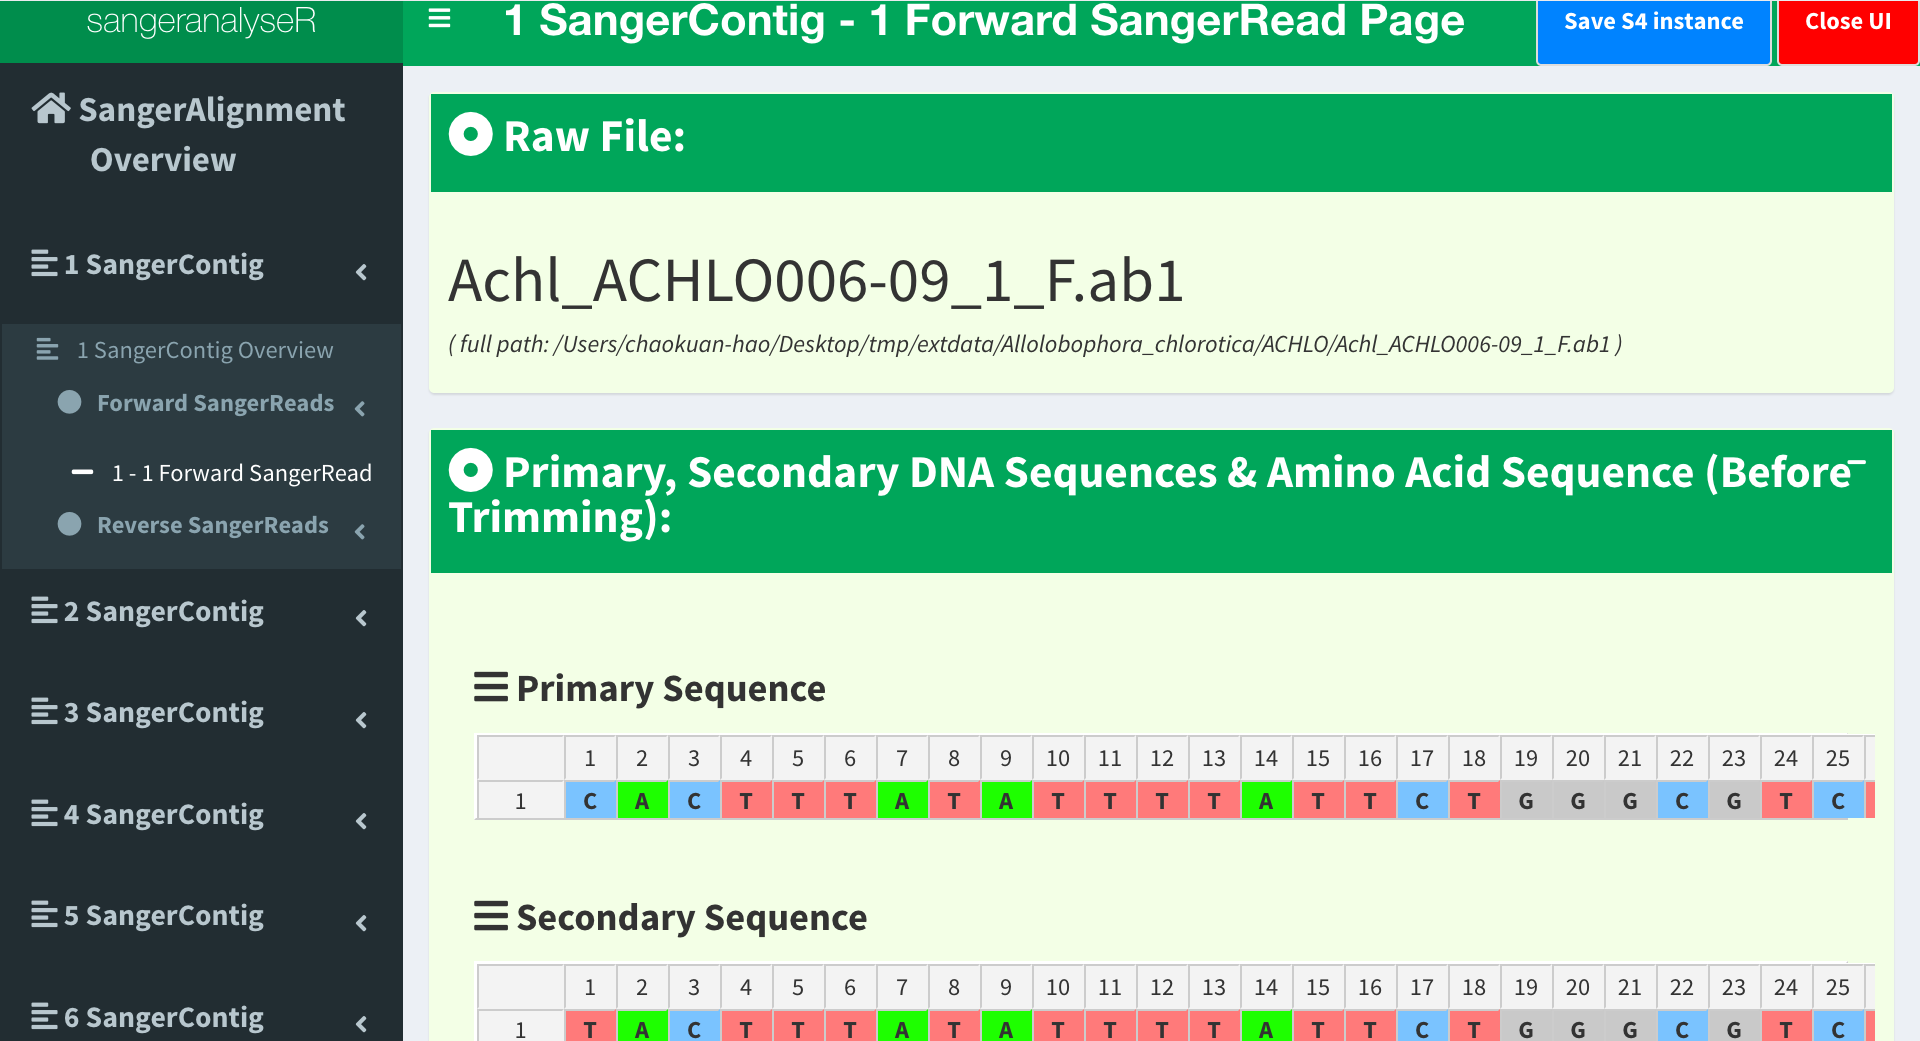 sangeranalyseR
1 SangerContig - 1 Forward SangerRead Page
Save S4 instance
Close UI
SangerAlignment
Overview
1 SangerContig
1 SangerContig Overview
Forward SangerReads
1 - 1 Forward SangerRead
Reverse SangerReads
2 SangerContig
3 SangerContig
4 SangerContig
5 SangerContig
6 SangerContig
Raw File:
Achl_ACHLO006-09_1_F.ab1
( full path: /Users/chaokuan-hao/Desktop/tmp/extdata/Allolobophora_chlorotica/ACHLO/Achl_ACHLO006-09_1_F.ab1 )
Primary, Secondary DNA Sequences & Amino Acid Sequence (Before
Trimming):
Primary Sequence
1 2 3 4 5 6 7 8 9 10 11 12 13 14 15 16 17 18 19 20 21 22 23 24 25
1 C A C T T T A T A T T T T A T T C T G G G C G T C
Secondary Sequence
1 2 3 4 5 6 7 8 9 10 11 12 13 14 15 16 17 18 19 20 21 22 23 24 25
1 T A C T T T A T A T T T T A T T C T G G G C G T C